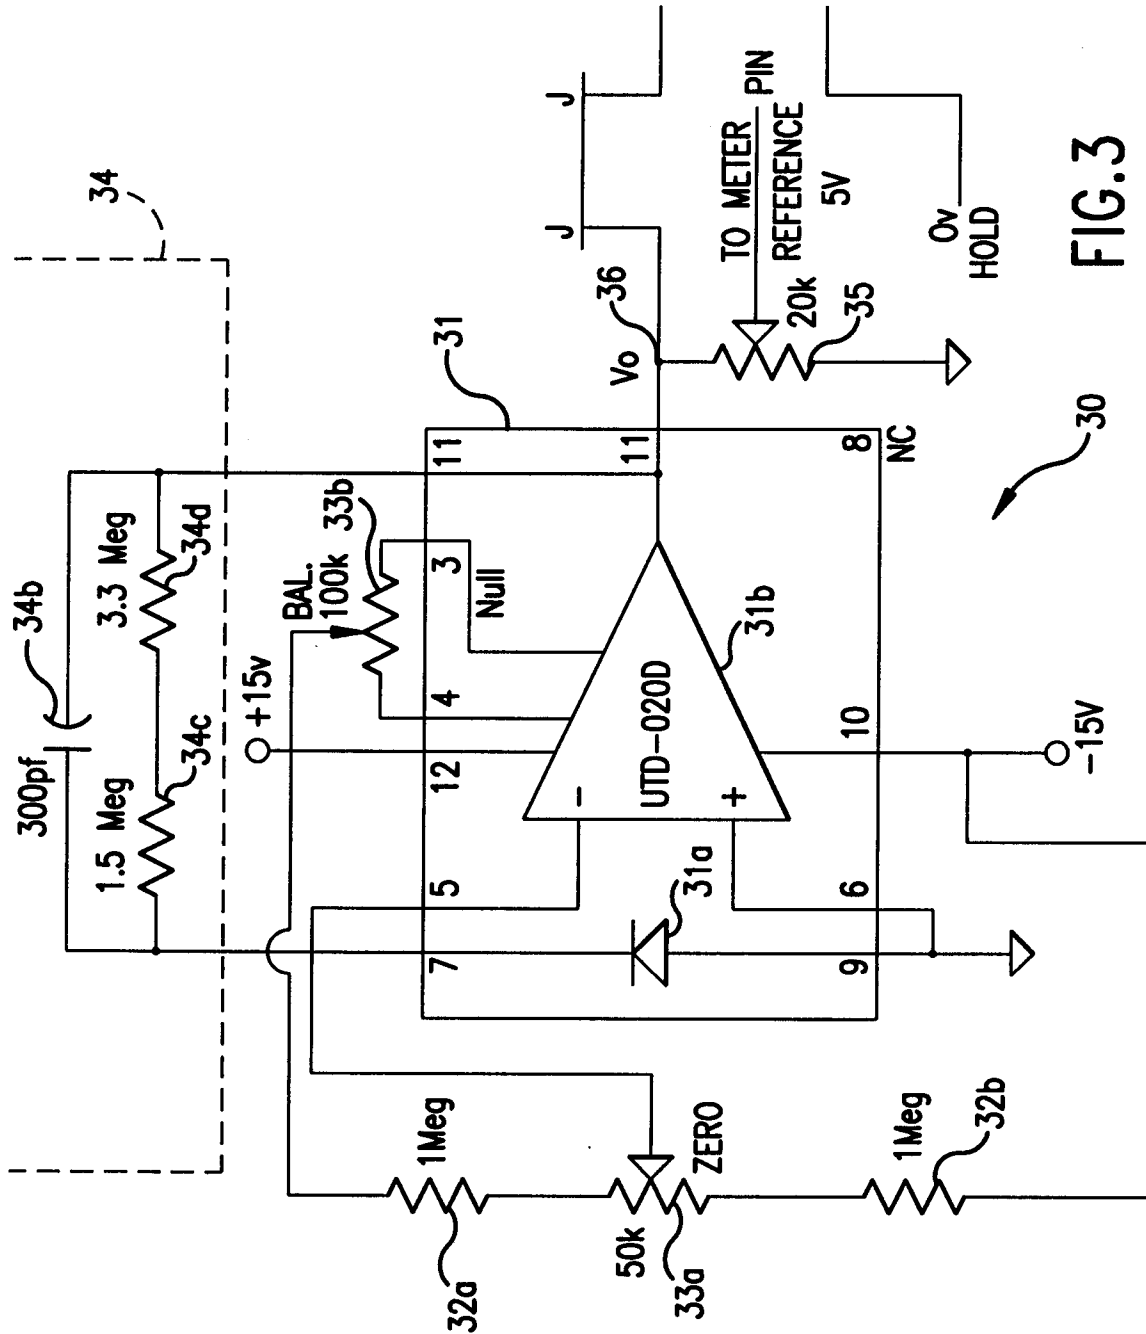 34
34b
300pf
3.3 Meg
34d
1.5 Meg
34c
BAL.
100k
33b
+15v
31
11
3
4
12
5
7
Null
11
Vo
36
J
J
TO METER PIN
REFERENCE
5V
20k
35
0v
HOLD
UTD-020D
-
+
31b
31a
8
NC
10
6
9
-15V
30
1Meg
32a
50k
ZERO
33a
1Meg
32b
FIG.3